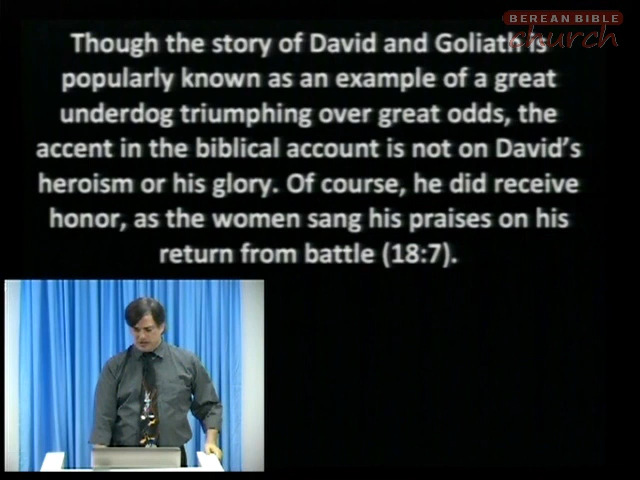 BEREAN BIBLE
church
Though the story of David and Goliath is
popularly known as an example of a great
underdog triumphing over great odds, the
accent in the biblical account is not on David's
heroism or his glory. Of course, he did receive
honor, as the women sang his praises on his
return from battle (18:7).